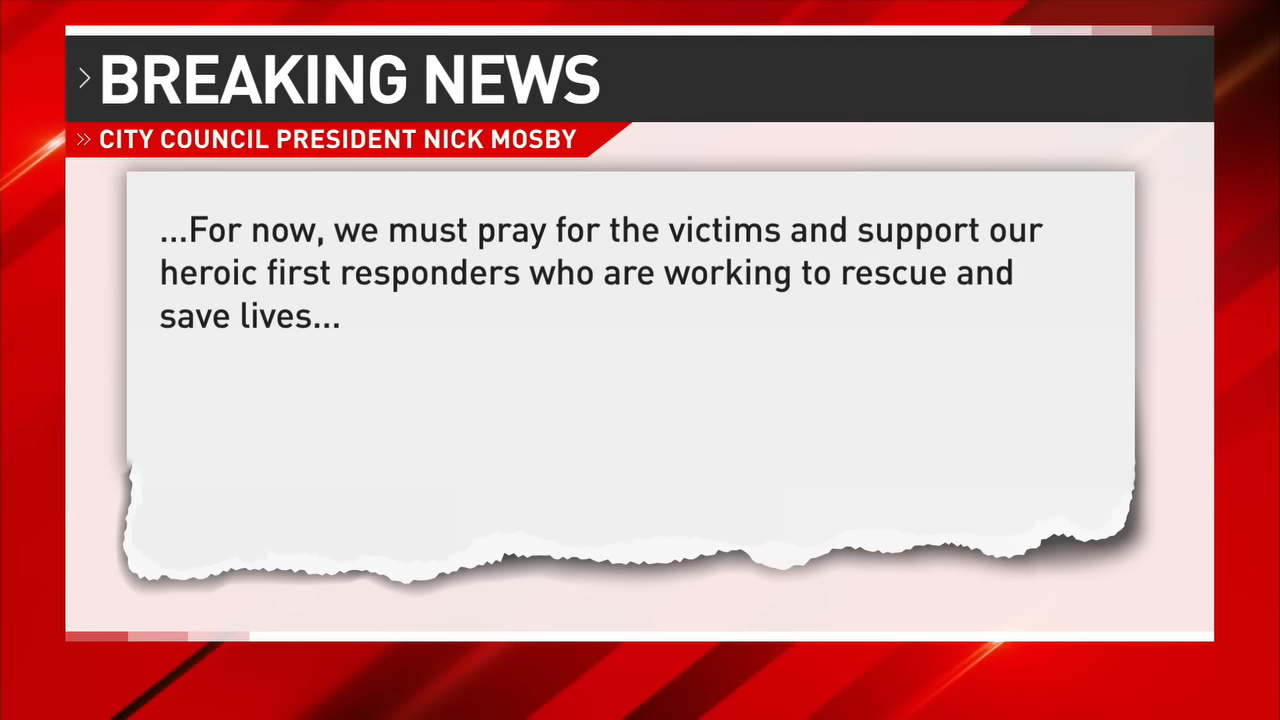 BREAKING NEWS
CITY COUNCIL PRESIDENT NICK MOSBY
...For now, we must pray for the victims and support our
heroic first responders who are working to rescue and
save lives...